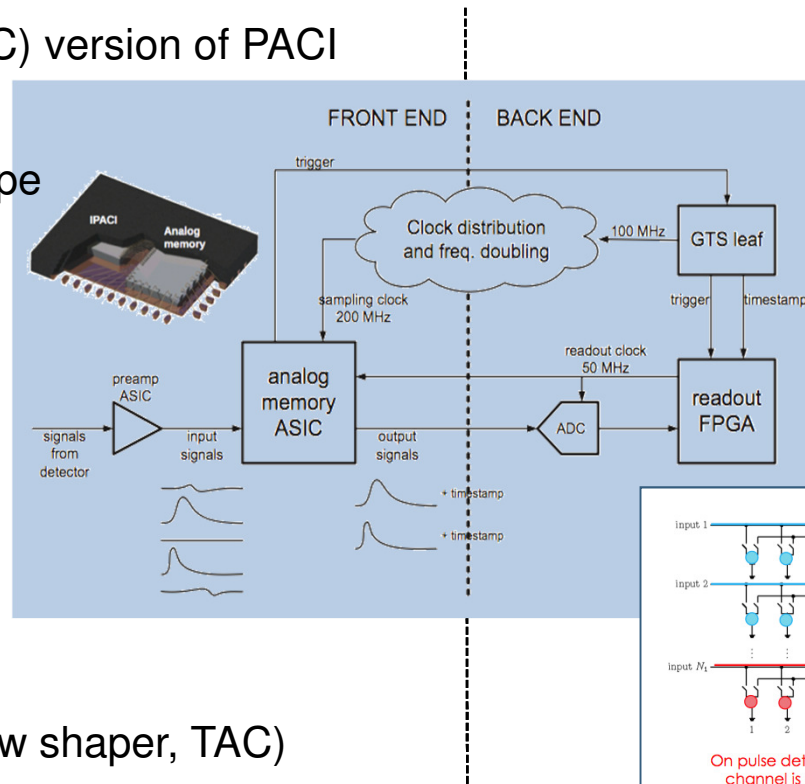 C) version of PACI
pe
FRONT END
BACK END
trigger
IPACI
Analog
memory
Clock distribution
and freq. doubling
100 MHz
GTS leaf
sampling clock
200 MHz
trigger
timestamp
readout clock
50 MHz
preamp
ASIC
analog
memory
ASIC
ADC
readout
FPGA
signals
from
detector
input
signals
output
signals
* timestamp
* timestamp
input 1
input 2
⋮ ⋮
input N₁
1 2
w shaper, TAC)
On pulse det
channel is